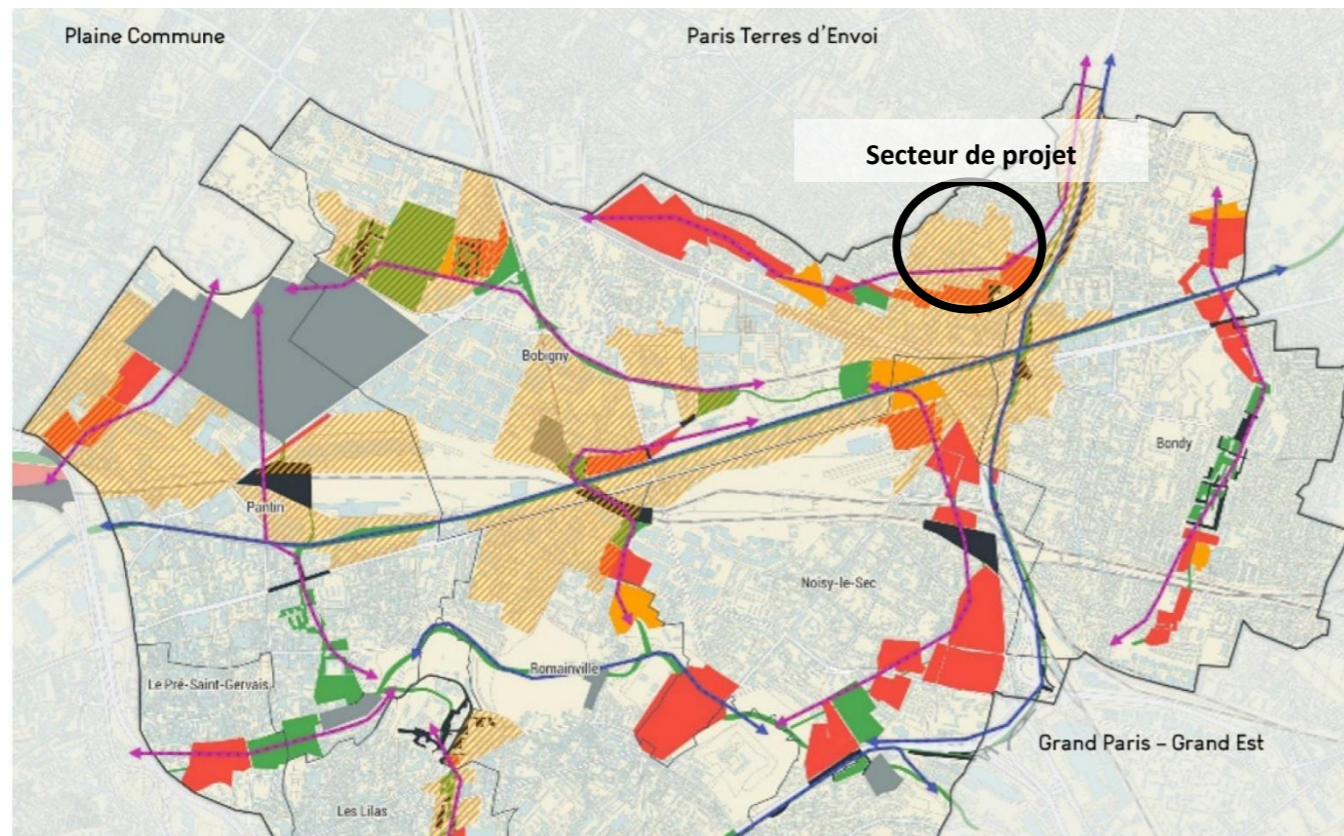 Plaine Commune
Paris Terres d'Envoi
Secteur de projet
Bobigny
Bondy
Pantin
Noisy-le-Sec
Romainville
Le Pré-Saint-Gervais
Grand Paris – Grand Est
Les Lilas